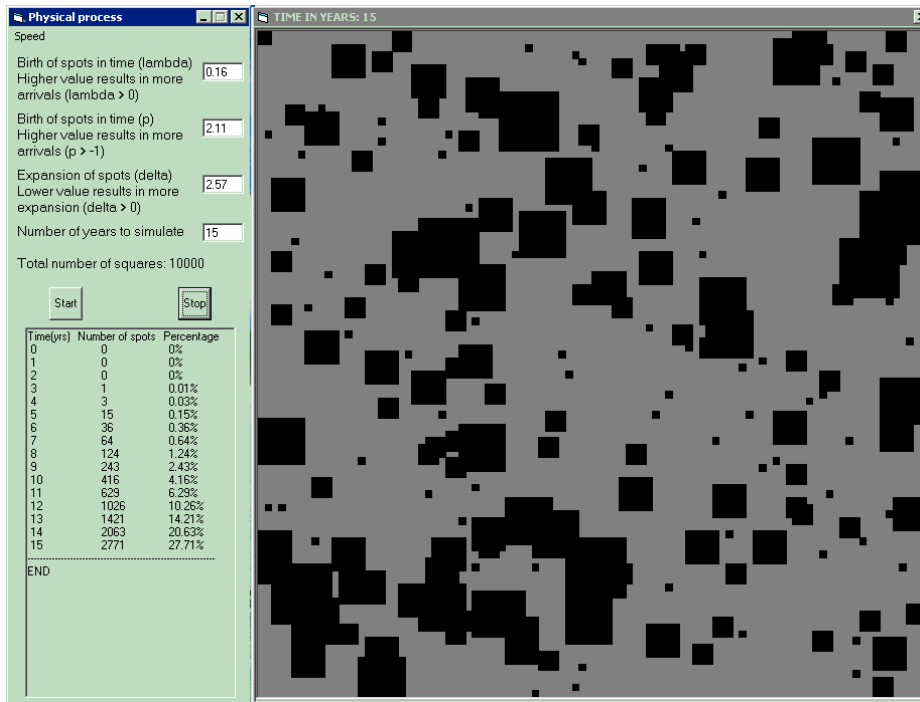 Physical process
Speed
Birth of spots in time (lambda)
Higher value results in more
arrivals (lambda > 0)
0.16
Birth of spots in time (p)
Higher value results in more
arrivals (p > -1)
2.11
Expansion of spots (delta)
Lower value results in more
expansion (delta > 0)
2.57
Number of years to simulate 15
Total number of squares: 10000
Start Stop
Time(yrs) Number of spots Percentage
0 0 0%
1 0 0%
2 0 0%
3 1 0.01%
4 3 0.03%
5 15 0.15%
6 36 0.36%
7 64 0.64%
8 124 1.24%
9 243 2.43%
10 416 4.16%
11 629 6.29%
12 1026 10.26%
13 1421 14.21%
14 2063 20.63%
15 2771 27.71%
END
TIME IN YEARS: 15